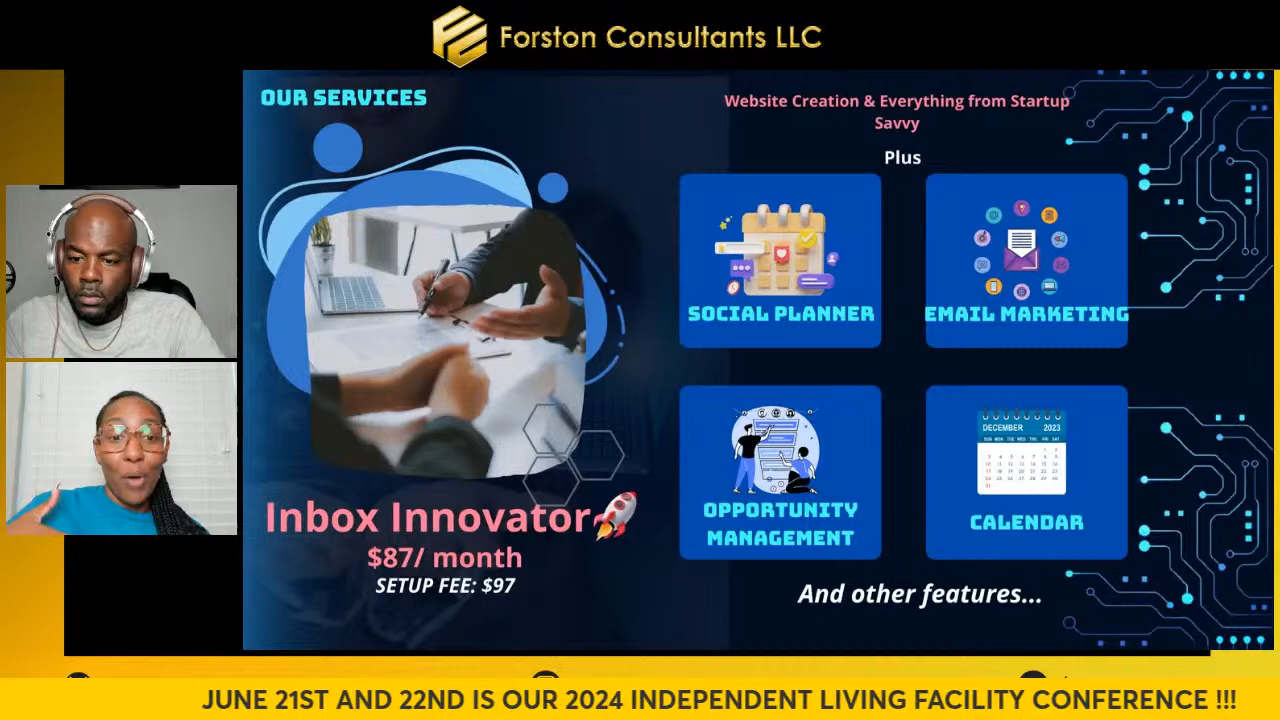 Forston Consultants LLC
OUR SERVICES
Website Creation & Everything from Startup
Savvy
Plus
SOCIAL PLANNER
EMAIL MARKETING
DECEMBER 2023
OPPORTUNITY
MANAGEMENT
CALENDAR
Inbox Innovator
$87/ month
SETUP FEE: $97
And other features...
JUNE 21ST AND 22ND IS OUR 2024 INDEPENDENT LIVING FACILITY CONFERENCE !!!